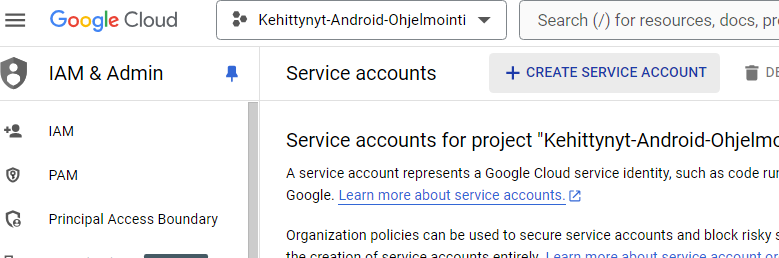 Google Cloud
Kehittynyt-Android-Ohjelmointi
Search (/) for resources, docs,
IAM & Admin
Service accounts
+ CREATE SERVICE ACCOUNT
IAM
PAM
Principal Access Boundary
Service accounts for project "Kehittynyt-Android-Ohjelmo
A service account represents a Google Cloud service identity, such as code
Google. Learn more about service accounts.
Organization policies can be used to secure service accounts and block risky
the creation of service accounts entirely. Learn more about service account